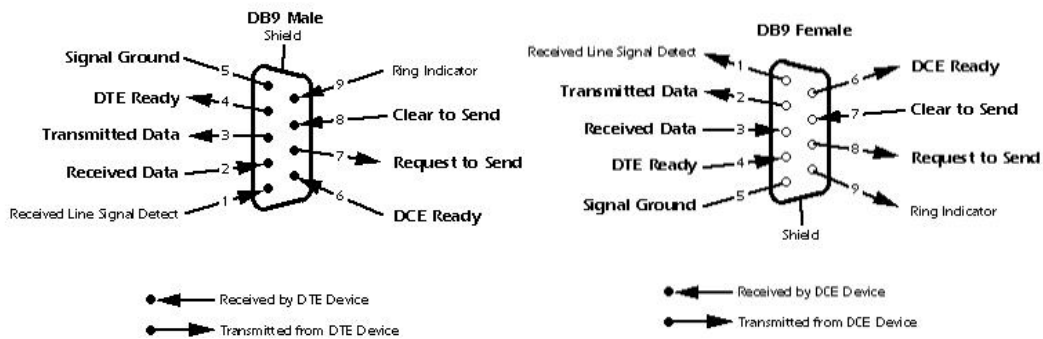 DB9 Male
Shield
Signal Ground
5
9
Ring Indicator
DTE Ready
4
8
Clear to Send
Transmitted Data
3
7
Request to Send
Received Data
2
6
DCE Ready
Received Line Signal Detect
1
Received by DTE Device
Transmitted from DTE Device
DB9 Female
Received Line Signal Detect
1
6
DCE Ready
Transmitted Data
2
7
Clear to Send
Received Data
3
8
Request to Send
DTE Ready
4
9
Ring Indicator
Signal Ground
5
Shield
Received by DCE Device
Transmitted from DCE Device